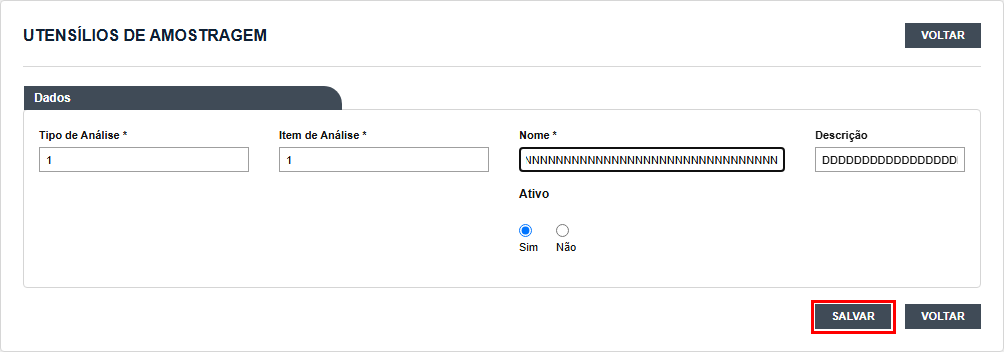 UTENSÍLIOS DE AMOSTRAGEM
VOLTAR
Dados
Tipo de Análise * Item de Análise * Nome * Descrição
1 1 NNNNNNNNNNNNNNNNNNNNNNNNNNNNNNNN DDDDDDDDDDDDDDDDDD
Ativo
Sim Não
SALVAR VOLTAR